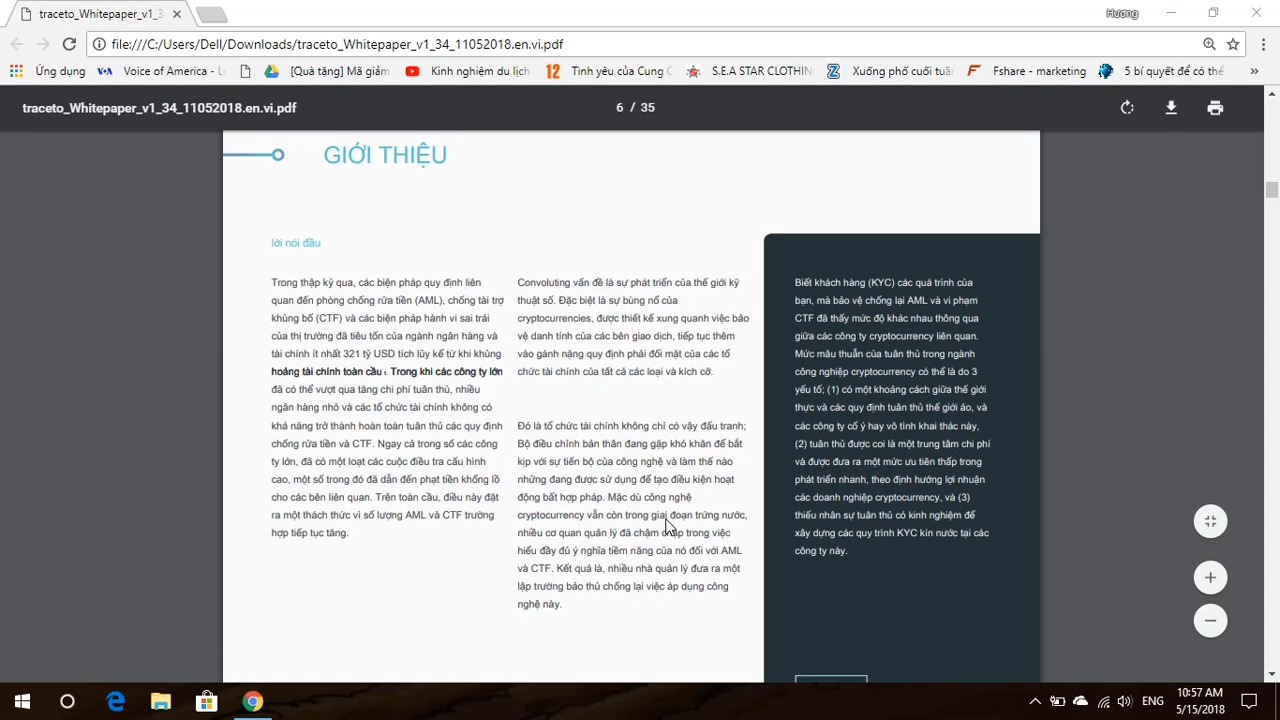 traceto_Whitepaper_v1_3
Hương
file:///C:/Users/Dell/Downloads/traceto_Whitepaper_v1_34_11052018.en.vi.pdf
Ứng dụng
VOA
Voice of America - L
[Quà tặng] Mã giảm
Kinh nghiệm du lịch
12
Tình yêu của Cung C
S.E.A STAR CLOTHIN
Z
Xuống phố cuối tuần
F
Fshare - marketing
5 bí quyết để có thể
»
traceto_Whitepaper_v1_34_11052018.en.vi.pdf
6 / 35
GIỚI THIỆU
lời nói đầu
Trong thập kỷ qua, các biện pháp quy định liên
quan đến phòng chống rửa tiền (AML), chống tài trợ
khủng bố (CTF) và các biện pháp hành vi sai trái
của thị trường đã tiêu tốn của ngành ngân hàng và
tài chính ít nhất 321 tỷ USD tích lũy kể từ khi khủng
hoảng tài chính toàn cầu 1. Trong khi các công ty lớn
đã có thể vượt qua tăng chi phí tuân thủ, nhiều
ngân hàng nhỏ và các tổ chức tài chính không có
khả năng trở thành hoàn toàn tuân thủ các quy định
chống rửa tiền và CTF. Ngay cả trong số các công
ty lớn, đã có một loạt các cuộc điều tra cấu hình
cao, một số trong đó đã dẫn đến phạt tiền khổng lồ
cho các bên liên quan. Trên toàn cầu, điều này đặt
ra một thách thức vì số lượng AML và CTF trường
hợp tiếp tục tăng.
Convoluting vấn đề là sự phát triển của thế giới kỹ
thuật số. Đặc biệt là sự bùng nổ của
cryptocurrencies, được thiết kế xung quanh việc bảo
vệ danh tính của các bên giao dịch, tiếp tục thêm
vào gánh nặng quy định phải đối mặt của các tổ
chức tài chính của tất cả các loại và kích cỡ.
Đó là tổ chức tài chính không chỉ có vậy đấu tranh;
Bộ điều chỉnh bản thân đang gặp khó khăn để bắt
kịp với sự tiến bộ của công nghệ và làm thế nào
những đang được sử dụng để tạo điều kiện hoạt
động bất hợp pháp. Mặc dù công nghệ
cryptocurrency vẫn còn trong giai đoạn trứng nước,
nhiều cơ quan quản lý đã chậm chạp trong việc
hiểu đầy đủ ý nghĩa tiềm năng của nó đối với AML
và CTF. Kết quả là, nhiều nhà quản lý đưa ra một
lập trường bảo thủ chống lại việc áp dụng công
nghệ này.
Biết khách hàng (KYC) các quá trình của
bạn, mà bảo vệ chống lại AML và vi phạm
CTF đã thấy mức độ khác nhau thông qua
giữa các công ty cryptocurrency liên quan.
Mức mâu thuẫn của tuân thủ trong ngành
công nghiệp cryptocurrency có thể là do 3
yếu tố; (1) có một khoảng cách giữa thế giới
thực và các quy định tuân thủ thế giới ảo, và
các công ty cố ý hay vô tình khai thác này,
(2) tuân thủ được coi là một trung tâm chi phí
và được đưa ra một mức ưu tiên thấp trong
phát triển nhanh, theo định hướng lợi nhuận
các doanh nghiệp cryptocurrency, và (3)
thiếu nhân sự tuân thủ có kinh nghiệm để
xây dựng các quy trình KYC kín nước tại các
công ty này.
ENG
10:57 AM
5/15/2018